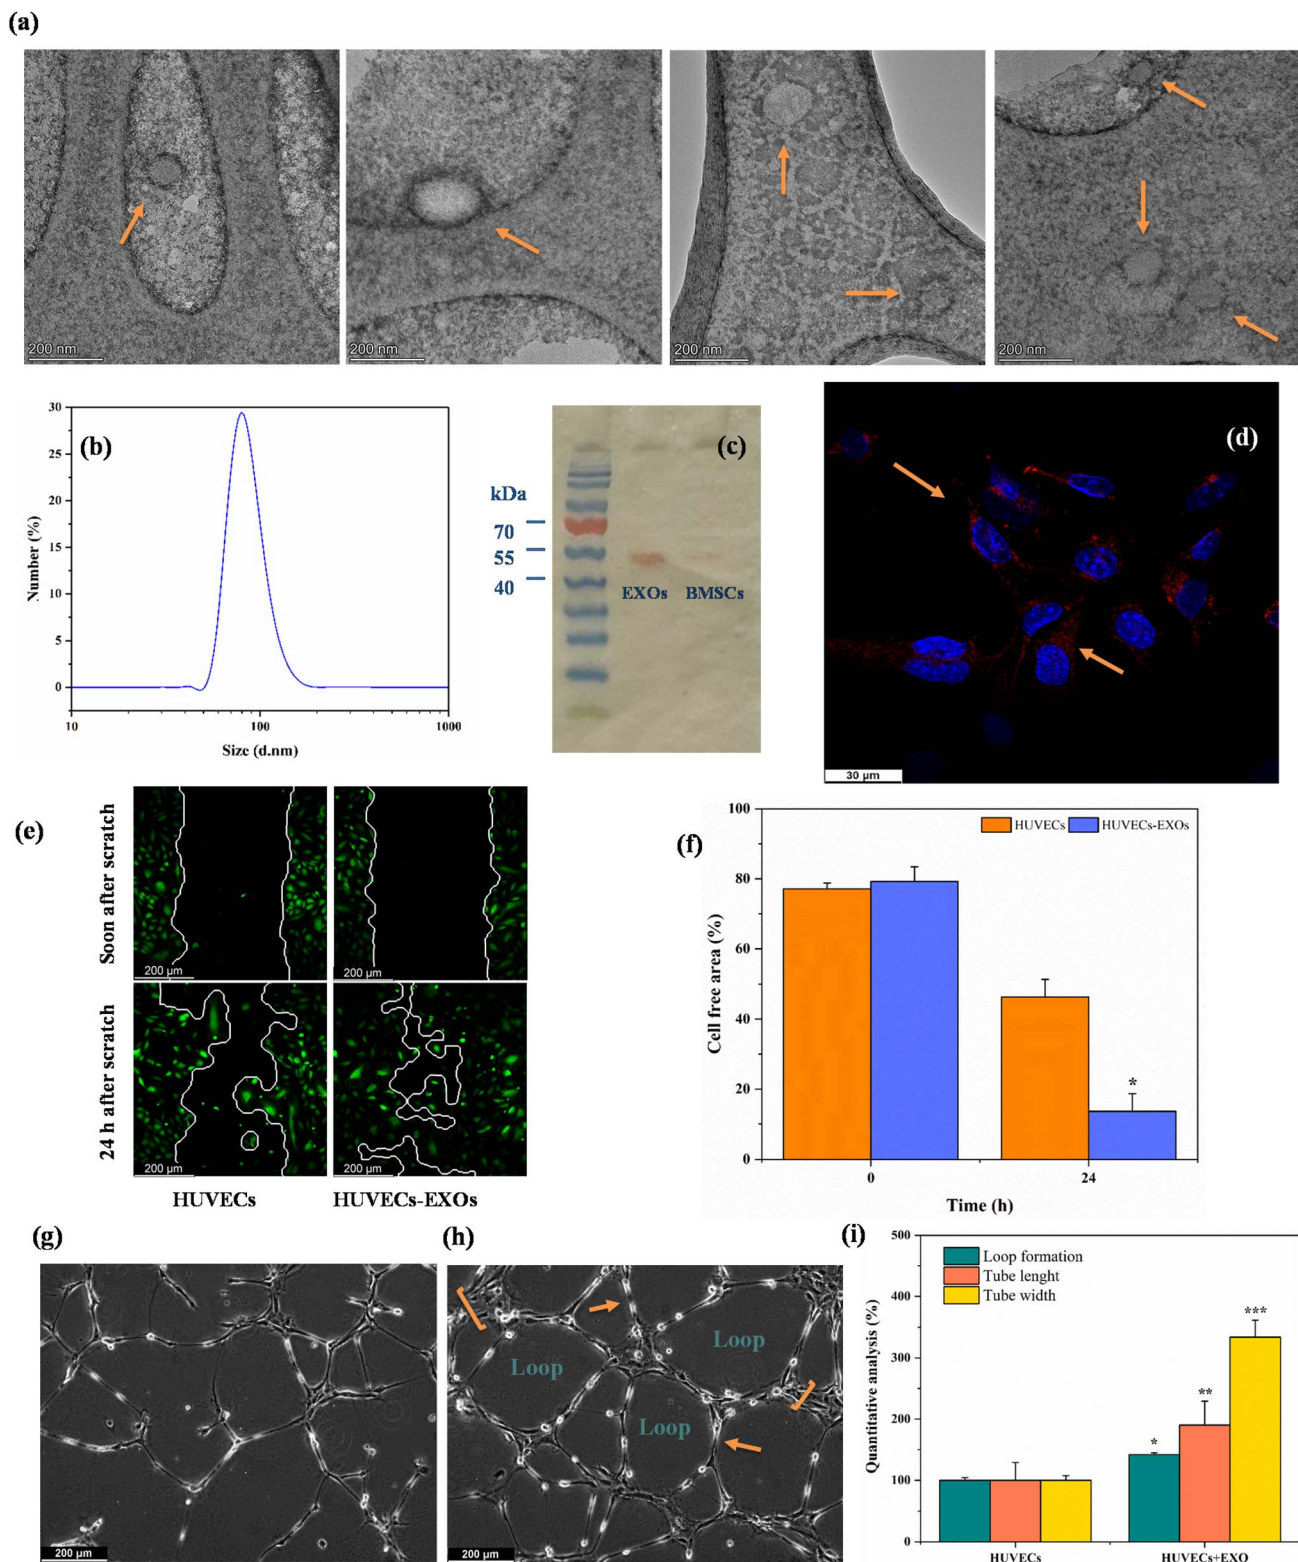 (a)
200 nm
200 nm
200 nm
200 nm
(b)
30
25
20
15
10
5
0
Number (%)
10
100
1000
Size (d.nm)
(c)
kDa
70
55
40
EXOs
BMSCs
(d)
30 µm
(e)
Soon after scratch
200 µm
200 µm
24 h after scratch
200 µm
200 µm
HUVECs
HUVECs-EXOs
(f)
HUVECs
HUVECs-EXOs
100
80
60
40
20
0
Cell free area (%)
*
0
24
Time (h)
(g)
200 µm
(h)
Loop
Loop
Loop
200 µm
(i)
Loop formation
Tube lenght
Tube width
500
400
300
200
100
0
Quantitative analysis (%)
*
**
***
HUVECs
HUVECs+EXO